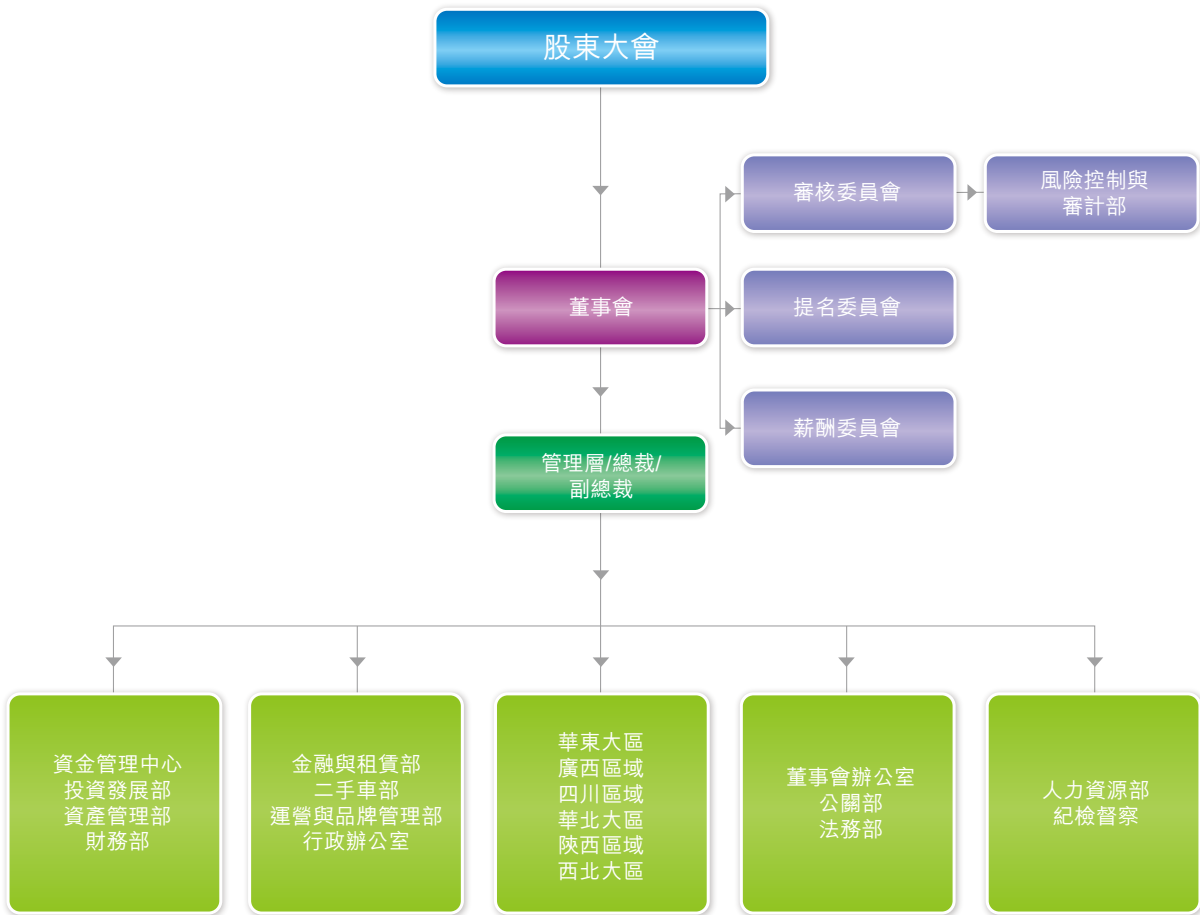 股東大會
審核委員會
風險控制與
審計部
董事會
提名委員會
薪酬委員會
管理層/總裁/
副總裁
資金管理中心
投資發展部
資產管理部
財務部
金融與租賃部
二手車部
運營與品牌管理部
行政辦公室
華東大區
廣西區域
四川區域
華北大區
陝西區域
西北大區
董事會辦公室
公關部
法務部
人力資源部
紀檢督察